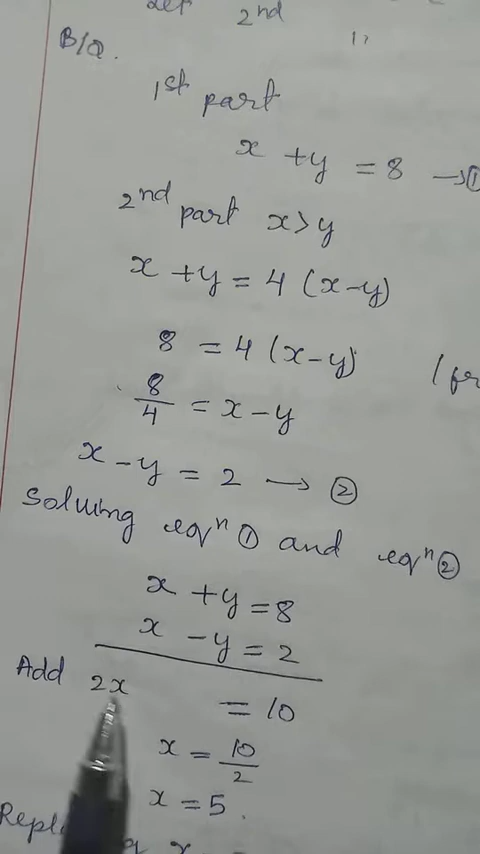 2nd
B/Q.
1st part
x + y = 8 → ①
2nd part x > y
x + y = 4 (x - y)
8 = 4 (x - y)
8/4 = x - y
x - y = 2 → ②
Solving eqn ① and eqn ②
x + y = 8
x - y = 2
Add 2x = 10
x = 10/2
x = 5.